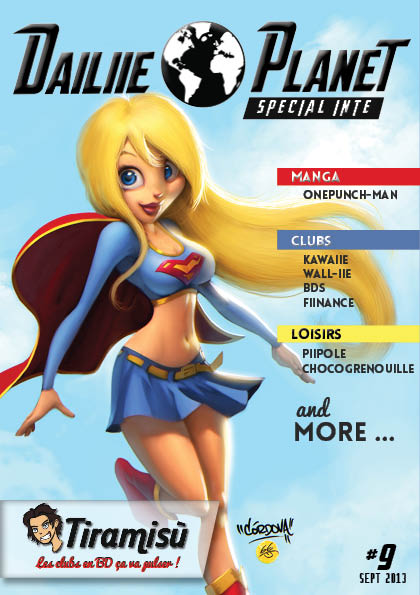 DAILIIE PLANET
SPECIAL INTE
MANGA
ONEPUNCH-MAN
CLUBS
KAWAIIE
WALL-IIE
BDS
FIINANCE
LOISIRS
PIIPOLE
CHOCOGRENOUILLE
and
MORE ...
Tiramisù
Les clubs en BD ça va pulser !
"CÓRDOVA"
#9
SEPT 2013